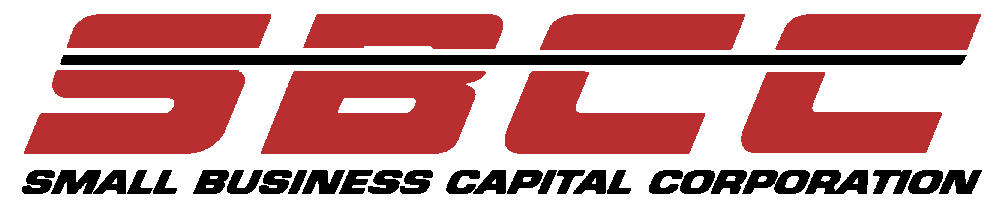 SBCC
SMALL BUSINESS CAPITAL CORPORATION